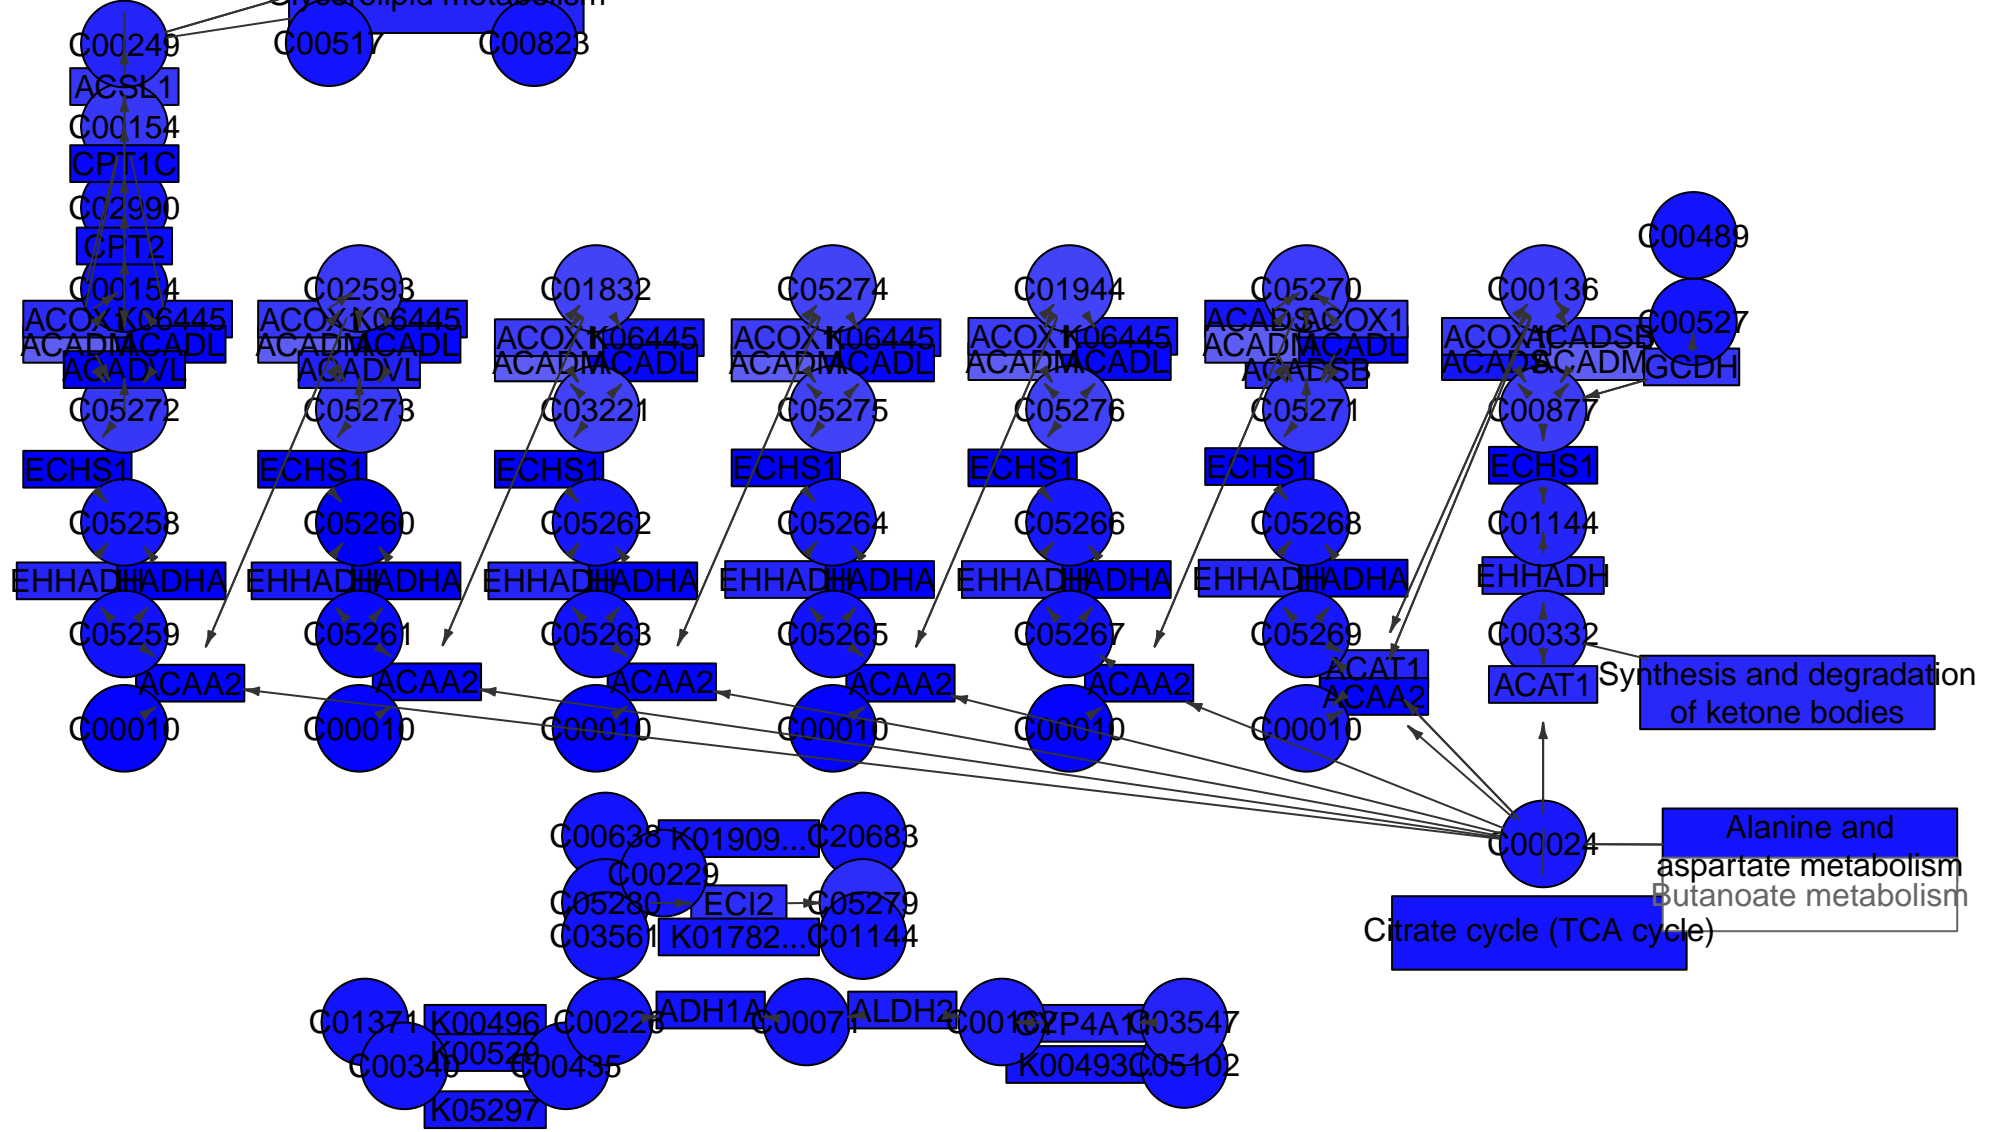 Glycerolipid metabolism
C00249 C00517 C00823
ACSL1
C00154
CPT1C
C02990 C00489
CPT2
C00154 C02593 C01832 C05274 C01944 C05270 C00136
ACOX1 K06445 ACOX1 K06445 ACOX1 K06445 ACOX1 K06445 ACOX1 K06445 ACADS ACOX1 ACOX1 ACADSB C00527
ACADM ACADL ACADM ACADL ACADM ACADL ACADM ACADL ACADM ACADL ACADM ACADL ACADS ACADM GCDH
ACADVL ACADVL ACADSB
C05272 C05273 C03221 C05275 C05276 C05271 C00877
ECHS1 ECHS1 ECHS1 ECHS1 ECHS1 ECHS1 ECHS1
C05258 C05260 C05262 C05264 C05266 C05268 C01144
EHHADH HADHA EHHADH HADHA EHHADH HADHA EHHADH HADHA EHHADH HADHA EHHADH HADHA EHHADH
C05259 C05261 C05263 C05265 C05267 C05269 C00332
ACAA2 ACAA2 ACAA2 ACAA2 ACAA2 ACAT1 ACAT1 Synthesis and degradation
ACAA2 of ketone bodies
C00010 C00010 C00010 C00010 C00010 C00010
C00638 K01909... C20683 C00024 Alanine and
C00229 aspartate metabolism
C05280 ECI2 C05279 Butanoate metabolism
C03561 K01782... C01144 Citrate cycle (TCA cycle)
C01371 K00496 C00226 ADH1A C00071 ALDH2 C00162 C03547
K00529
C00340 C00435 C05102
K05297